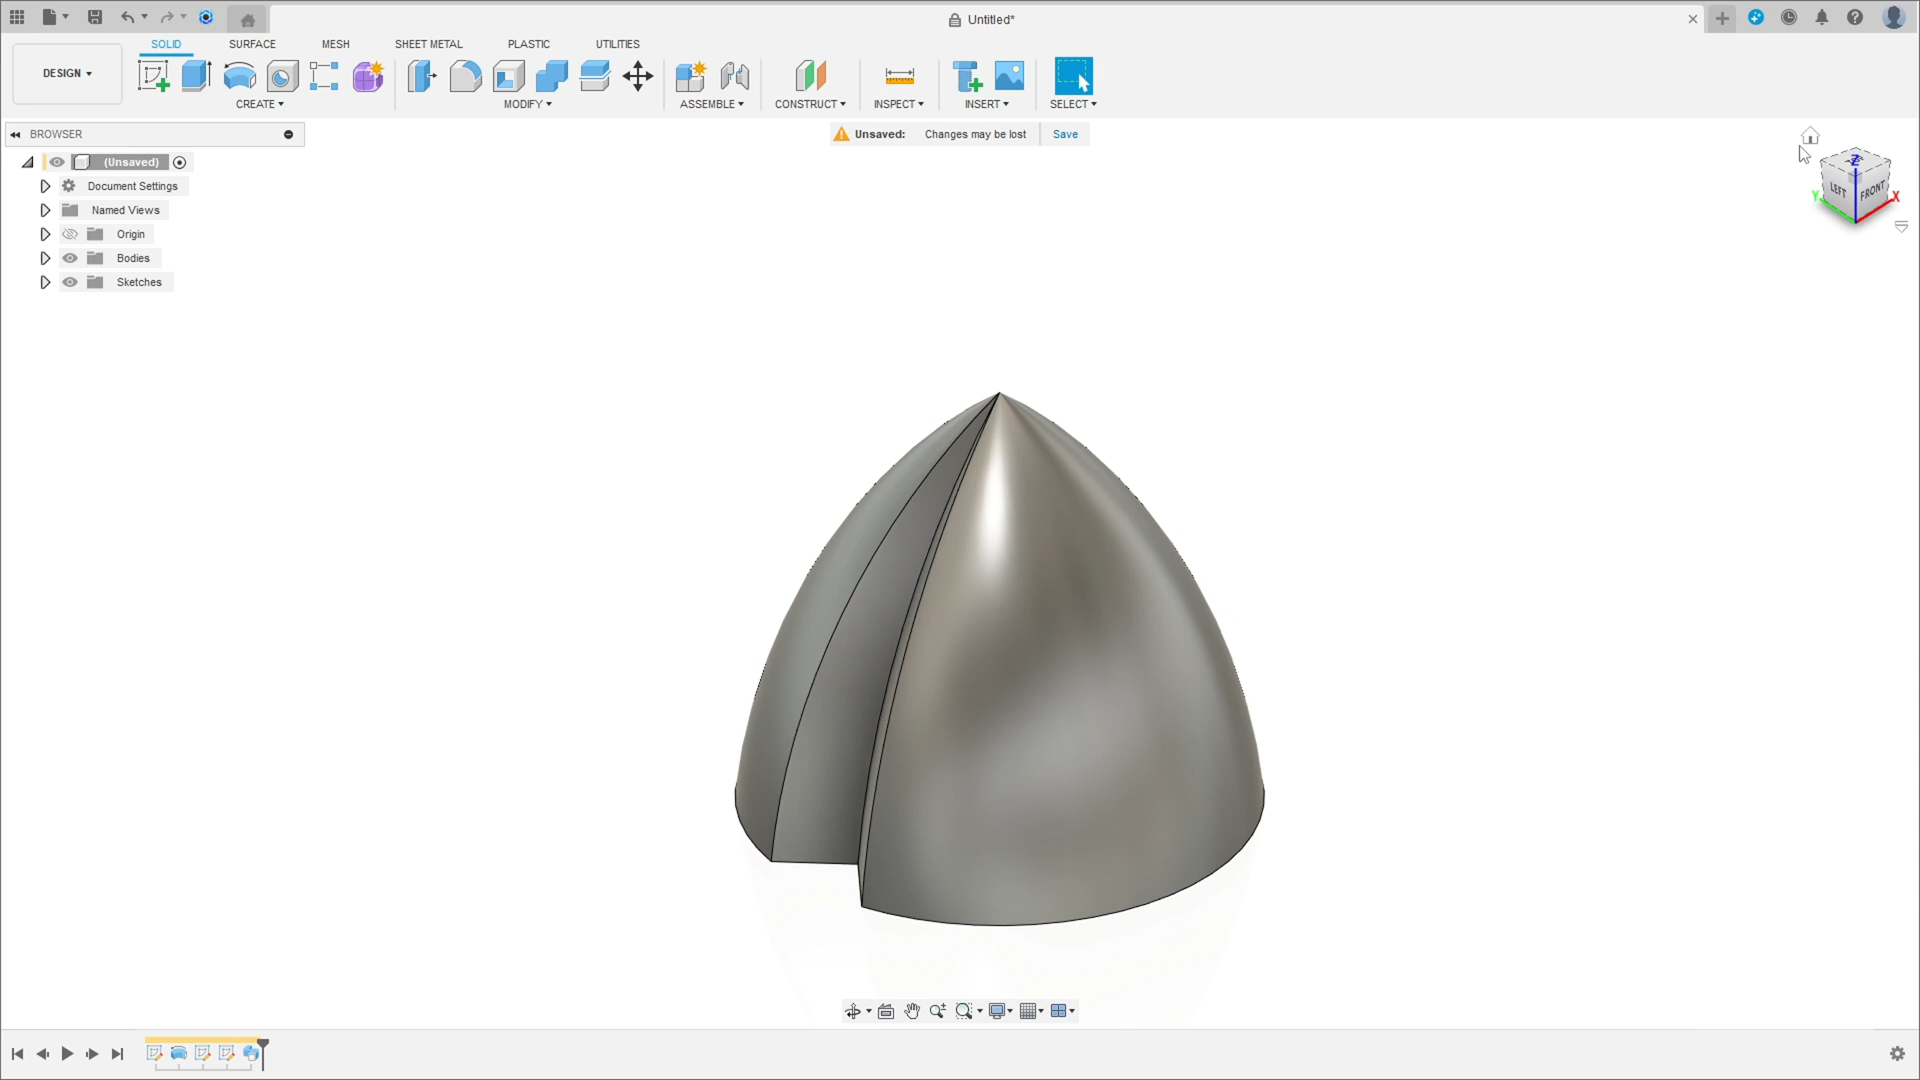 Untitled*
DESIGN
SOLID
SURFACE
MESH
SHEET METAL
PLASTIC
UTILITIES
CREATE
MODIFY
ASSEMBLE
CONSTRUCT
INSPECT
INSERT
SELECT
BROWSER
Unsaved: Changes may be lost Save
(Unsaved)
Document Settings
Named Views
Origin
Bodies
Sketches
Z
LEFT
FRONT
Y
X